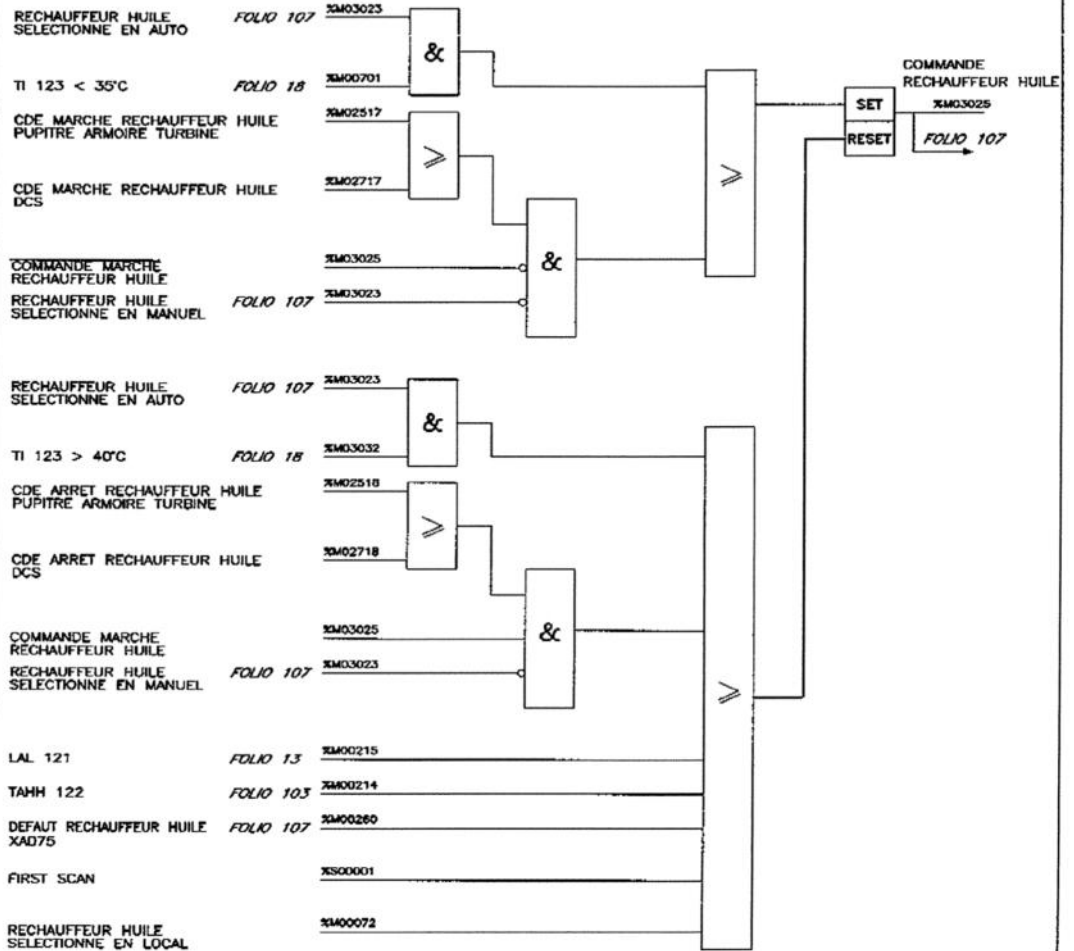 RECHAUFFEUR HUILE FOLIO 107 %M03023
SELECTIONNE EN AUTO
&
TI 123 < 35°C FOLIO 18 %M00701
CDE MARCHE RECHAUFFEUR HUILE %M02517
PUPITRE ARMOIRE TURBINE
≥
CDE MARCHE RECHAUFFEUR HUILE %M02717
DCS
COMMANDE MARCHE %M03025
RECHAUFFEUR HUILE
&
RECHAUFFEUR HUILE FOLIO 107 %M03023
SELECTIONNE EN MANUEL
≥
COMMANDE
RECHAUFFEUR HUILE
SET %M03025
RESET FOLIO 107
RECHAUFFEUR HUILE FOLIO 107 %M03023
SELECTIONNE EN AUTO
&
TI 123 > 40°C FOLIO 18 %M03032
CDE ARRET RECHAUFFEUR HUILE %M02518
PUPITRE ARMOIRE TURBINE
≥
CDE ARRET RECHAUFFEUR HUILE %M02718
DCS
COMMANDE MARCHE %M03025
RECHAUFFEUR HUILE
&
RECHAUFFEUR HUILE FOLIO 107 %M03023
SELECTIONNE EN MANUEL
≥
LAL 121 FOLIO 13 %M00215
TAHH 122 FOLIO 103 %M00214
DEFAUT RECHAUFFEUR HUILE FOLIO 107 %M00260
XAD75
FIRST SCAN %S00001
RECHAUFFEUR HUILE %M00072
SELECTIONNE EN LOCAL